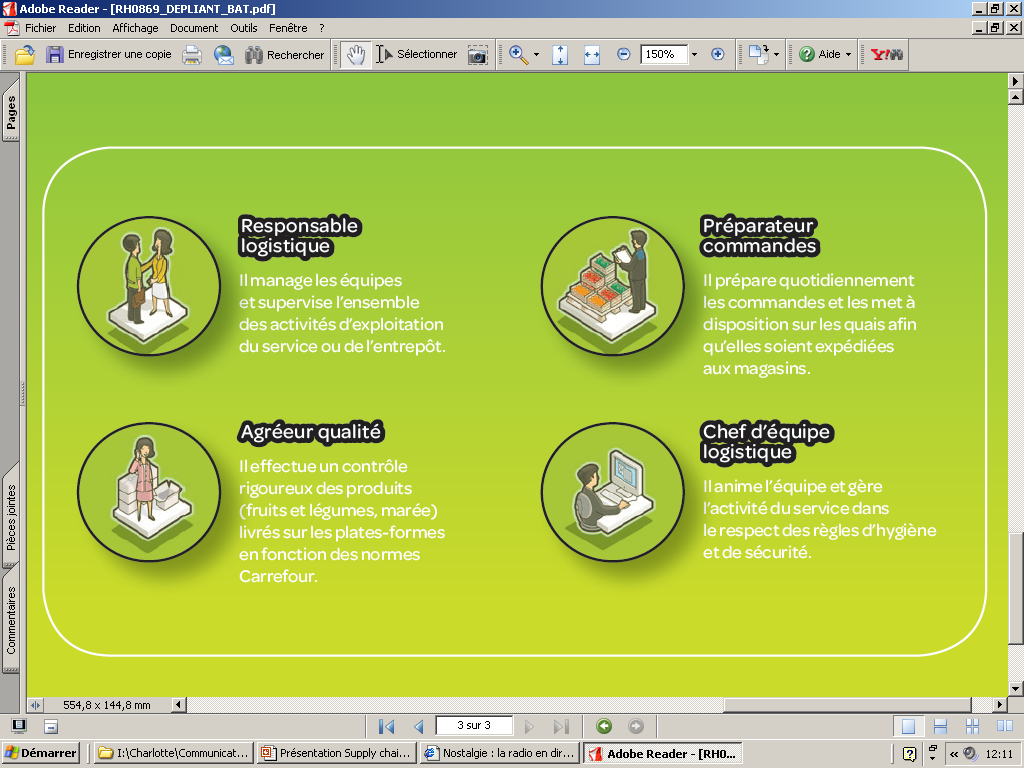 Adobe Reader - [RH0869_DEPLIANT_BAT.pdf]
Fichier Edition Affichage Document Outils Fenêtre ?
Enregistrer une copie Rechercher Sélectionner 150% Aide Y!
Pages
Responsable
logistique
Il manage les équipes
et supervise l'ensemble
des activités d'exploitation
du service ou de l'entrepôt.
Préparateur
commandes
Il prépare quotidiennement
les commandes et les met à
disposition sur les quais afin
qu'elles soient expédiées
aux magasins.
Agréeur qualité
Il effectue un contrôle
rigoureux des produits
(fruits et légumes, marée)
livrés sur les plates-formes
en fonction des normes
Carrefour.
Chef d'équipe
logistique
Il anime l'équipe et gère
l'activité du service dans
le respect des règles d'hygiène
et de sécurité.
Pièces jointes
Commentaires
554,8 x 144,8 mm
3 sur 3
Démarrer I:\Charlotte\Communicat... Présentation Supply chai... Nostalgie : la radio en dir... Adobe Reader - [RH0... 12:11